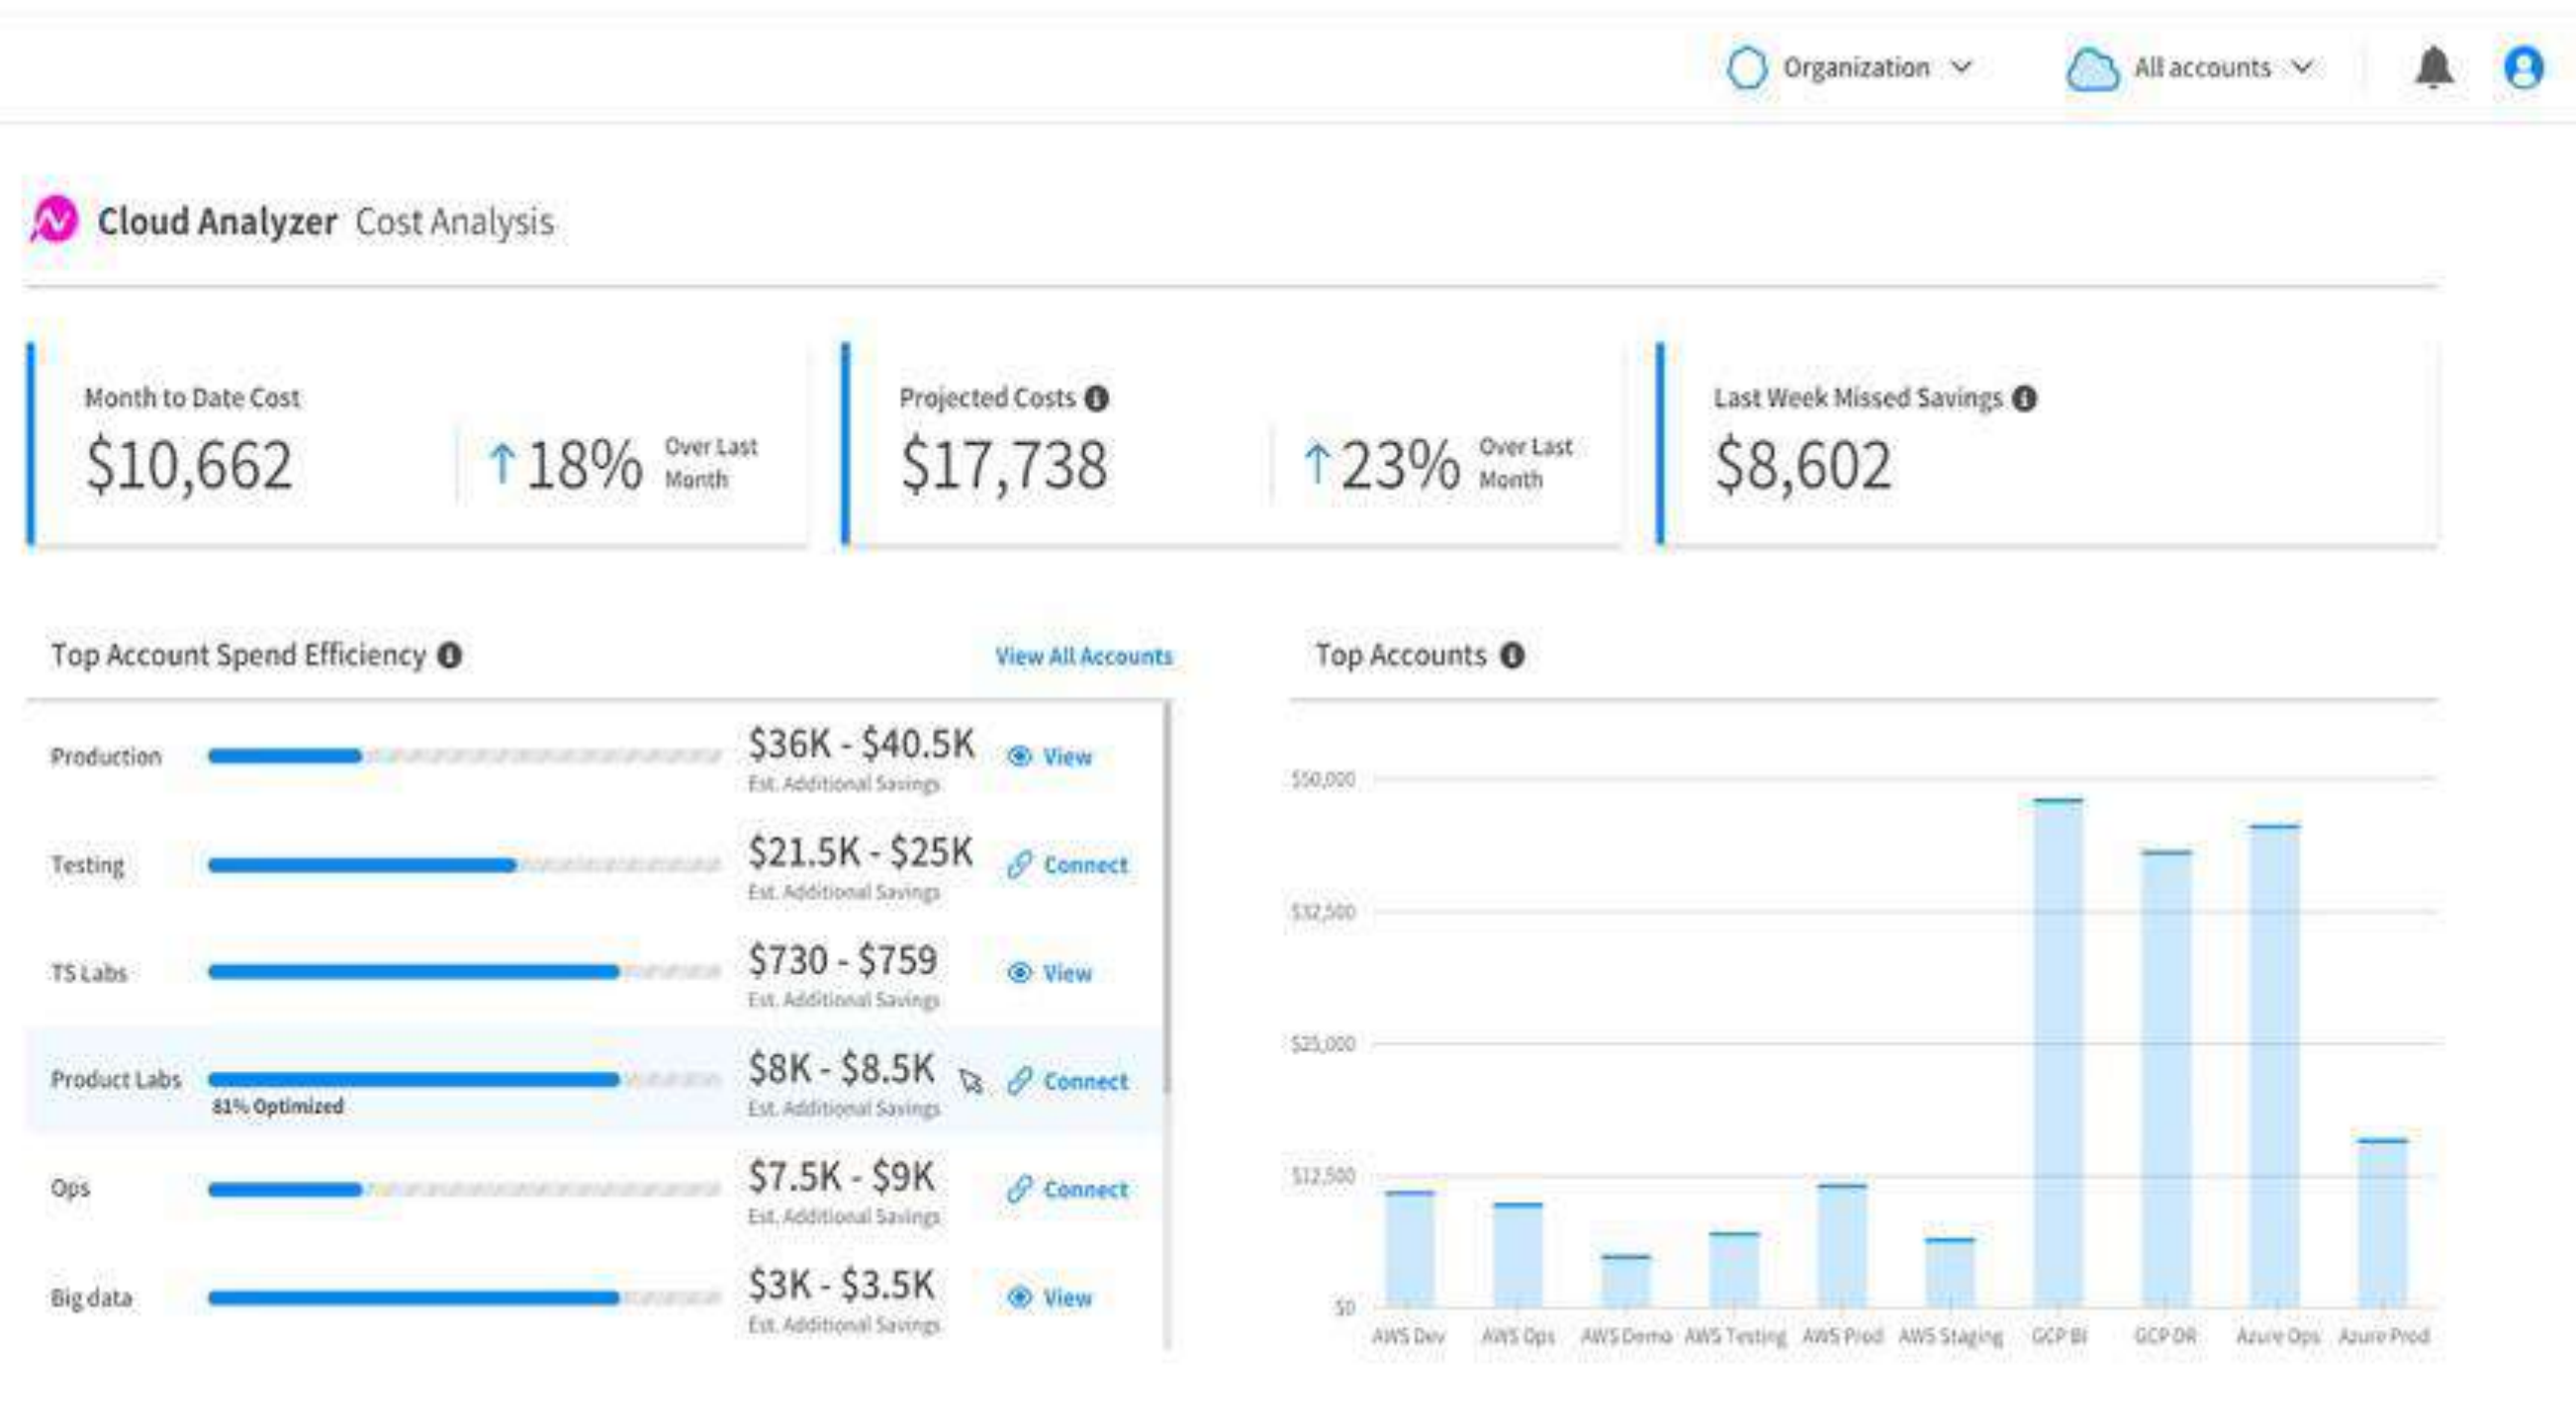 Organization
All accounts
Cloud Analyzer Cost Analysis
Month to Date Cost
$10,662
↑18% Over Last Month
Projected Costs
$17,738
↑23% Over Last Month
Last Week Missed Savings
$8,602
Top Account Spend Efficiency
View All Accounts
Production
$36K - $40.5K
Est. Additional Savings
View
Testing
$21.5K - $25K
Est. Additional Savings
Connect
TS Labs
$730 - $759
Est. Additional Savings
View
Product Labs
81% Optimized
$8K - $8.5K
Est. Additional Savings
Connect
Ops
$7.5K - $9K
Est. Additional Savings
Connect
Big data
$3K - $3.5K
Est. Additional Savings
View
Top Accounts
$50,000
$32,500
$25,000
$12,500
$0
AWS Dev AWS Ops AWS Demo AWS Testing AWS Prod AWS Staging GCP BI GCP DR Azure Ops Azure Prod